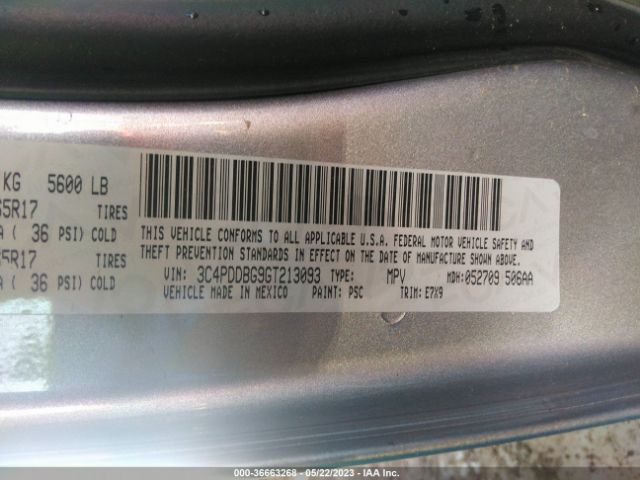 KG 5600 LB
65R17 TIRES
A ( 36 PSI) COLD
65R17 TIRES
A ( 36 PSI) COLD
THIS VEHICLE CONFORMS TO ALL APPLICABLE U.S.A. FEDERAL MOTOR VEHICLE SAFETY AND
THEFT PREVENTION STANDARDS IN EFFECT ON THE DATE OF MANUFACTURE SHOWN ABOVE.
VIN: 3C4PDDBG9GT213093 TYPE: MPV MDH: 052709 506AA
VEHICLE MADE IN MEXICO PAINT: PSC TRIM: E7X9
000-36663268 - 05/22/2023 - IAA Inc.